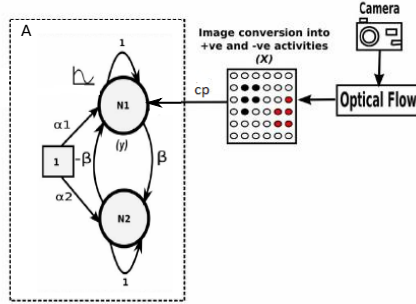 A
Camera
Image conversion into
+ve and -ve activities
(X)
1
N1
cp
Optical Flow
α1
(y)
1
-β
β
α2
N2
1